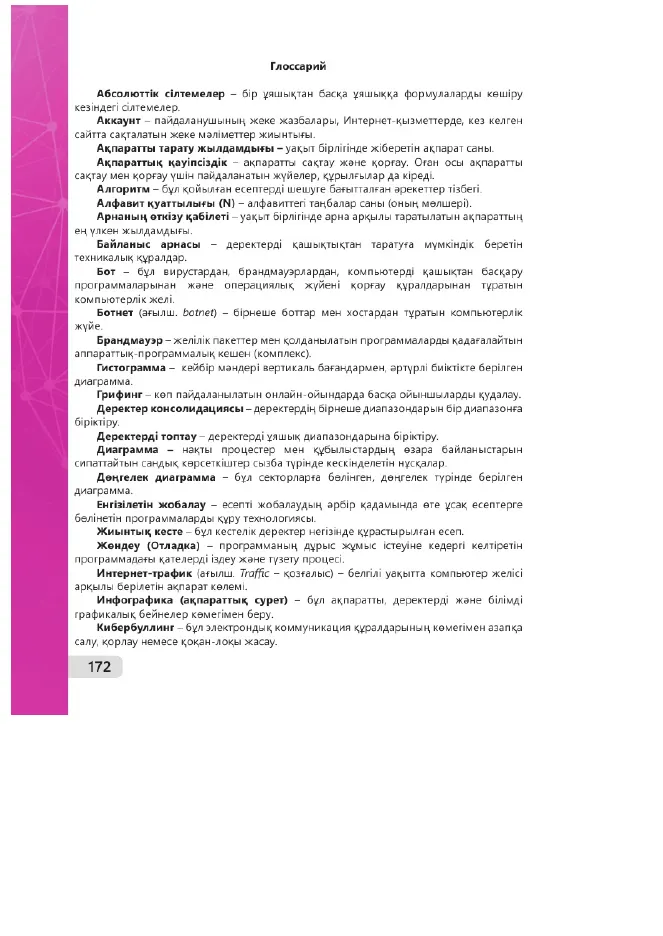 Глоссарий
Абсолюттік сілтемелер – бір ұяшықтан басқа ұяшыққа формулаларды көшіру
кезіндегі сілтемелер.
Аккаунт – пайдаланушының жеке жазбалары, Интернет-қызметтерде, кез келген
сайтта сақталатын жеке мәліметтер жиынтығы.
Ақпаратты тарату жылдамдығы – уақыт бірлігінде жіберетін ақпарат саны.
Ақпараттық қауіпсіздік – ақпаратты сақтау және қорғау. Оған осы ақпаратты
сақтау мен қорғау үшін пайдаланатын жүйелер, құрылғылар да кіреді.
Алгоритм – бұл қойылған есептерді шешуге бағытталған әрекеттер тізбегі.
Алфавит қуаттылығы (N) – алфавиттегі таңбалар саны (оның мөлшері).
Арнаның өткізу қабілеті – уақыт бірлігінде арна арқылы таратылатын ақпараттың
ең үлкен жылдамдығы.
Байланыс арнасы – деректерді қашықтықтан таратуға мүмкіндік беретін
техникалық құралдар.
Бот – бұл вирустардан, брандмауэрлардан, компьютерді қашықтан басқару
программаларынан және операциялық жүйені қорғау құралдарынан тұратын
компьютерлік желі.
Ботнет (ағылш. botnet) – бірнеше боттар мен хостардан тұратын компьютерлік
жүйе.
Брандмауэр – желілік пакеттер мен қолданылатын программаларды қадағалайтын
аппараттық-программалық кешен (комплекс).
Гистограмма – кейбір мәндері вертикаль бағандармен, әртүрлі биіктікте берілген
диаграмма.
Грифинг – көп пайдаланылатын онлайн-ойындарда басқа ойыншыларды қудалау.
Деректер консолидациясы – деректердің бірнеше диапазондарын бір диапазонға
біріктіру.
Деректерді топтау – деректерді ұяшық диапазондарына біріктіру.
Диаграмма – нақты процестер мен құбылыстардың өзара байланыстарын
сипаттайтын сандық көрсеткіштер сызба түрінде кескінделетін нұсқалар.
Дөңгелек диаграмма – бұл секторларға бөлінген, дөңгелек түрінде берілген
диаграмма.
Енгізілетін жобалау – есепті жобалаудың әрбір қадамында өте ұсақ есептерге
бөлінетін программаларды құру технологиясы.
Жиынтық кесте – бұл кестелік деректер негізінде құрастырылған есеп.
Жөндеу (Отладка) – программаның дұрыс жұмыс істеуіне кедергі келтіретін
программадағы қателерді іздеу және түзету процесі.
Интернет-трафик (ағылш. Traffic – қозғалыс) – белгілі уақытта компьютер желісі
арқылы берілетін ақпарат көлемі.
Инфографика (ақпараттық сурет) – бұл ақпаратты, деректерді және білімді
графикалық бейнелер көмегімен беру.
Кибербуллинг – бұл электрондық коммуникация құралдарының көмегімен азапқа
салу, қорлау немесе қоқан-лоқы жасау.
172